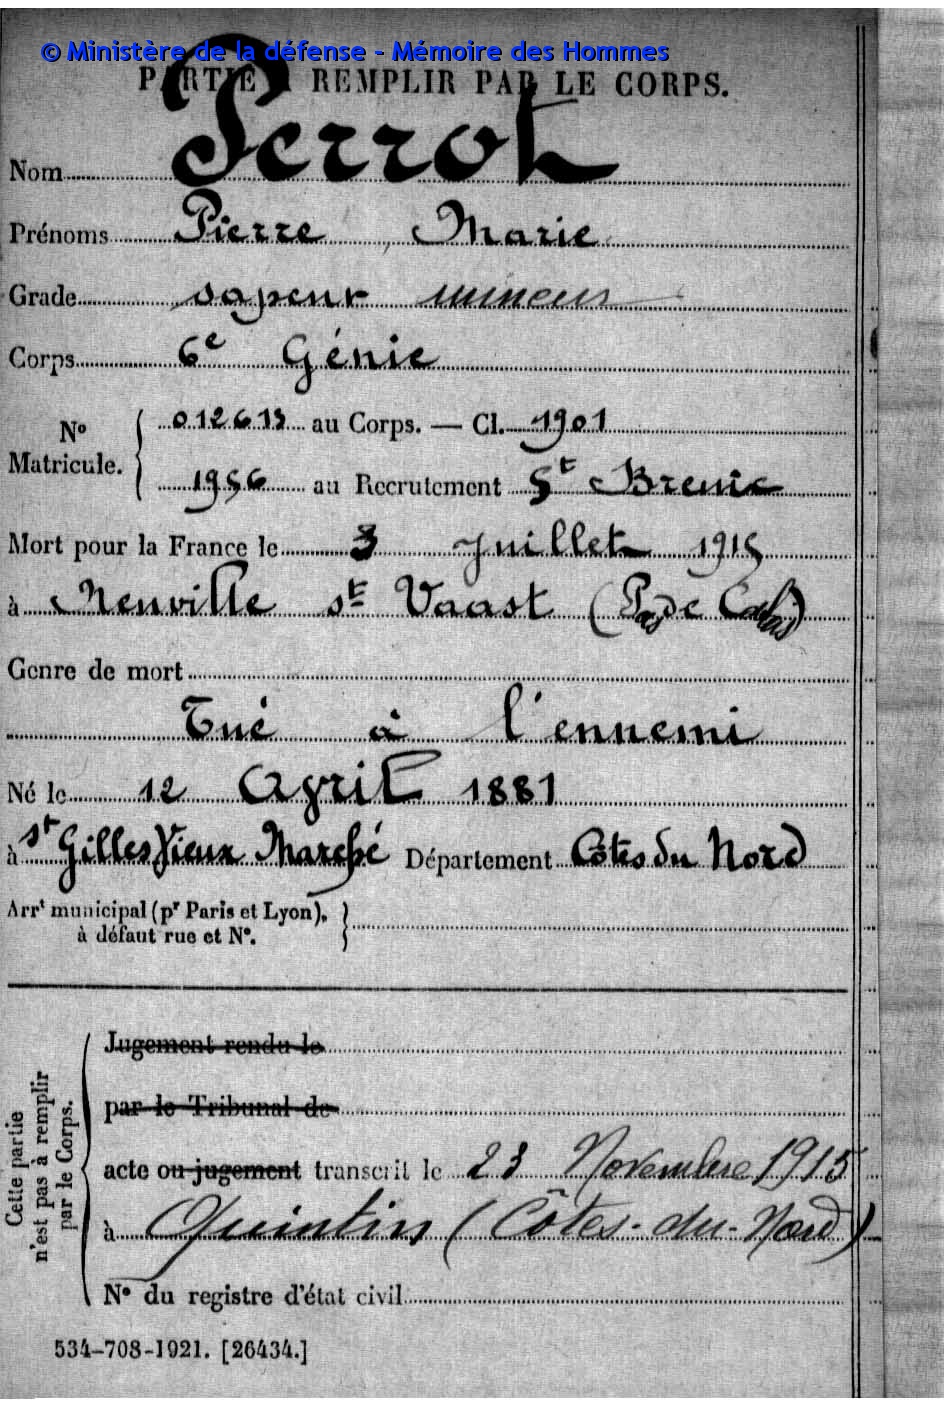 © Ministère de la défense - Mémoire des Hommes
PARTIE À REMPLIR PAR LE CORPS.
Nom Perrot
Prénoms Pierre Marie
Grade sapeur mineur
Corps 6e Génie
N° Matricule. 012613 au Corps. — Cl. 1901
1956 au Recrutement St Brenic
Mort pour la France le 3 Juillet 1915
à Neuville St Vaast (Pas de Calais)
Genre de mort
Tué à l'ennemi
Né le 12 Avril 1881
à St Gilles Vieux Marché Département Côtes du Nord
Arrt municipal (pr Paris et Lyon),
à défaut rue et N°.
Cette partie
n'est pas à remplir
par le Corps.
Jugement rendu le
par le Tribunal de
acte ou jugement transcrit le 23 Novembre 1915
à Quintin (Côtes-du-Nord)
N° du registre d'état civil
534-708-1921. [26434.]